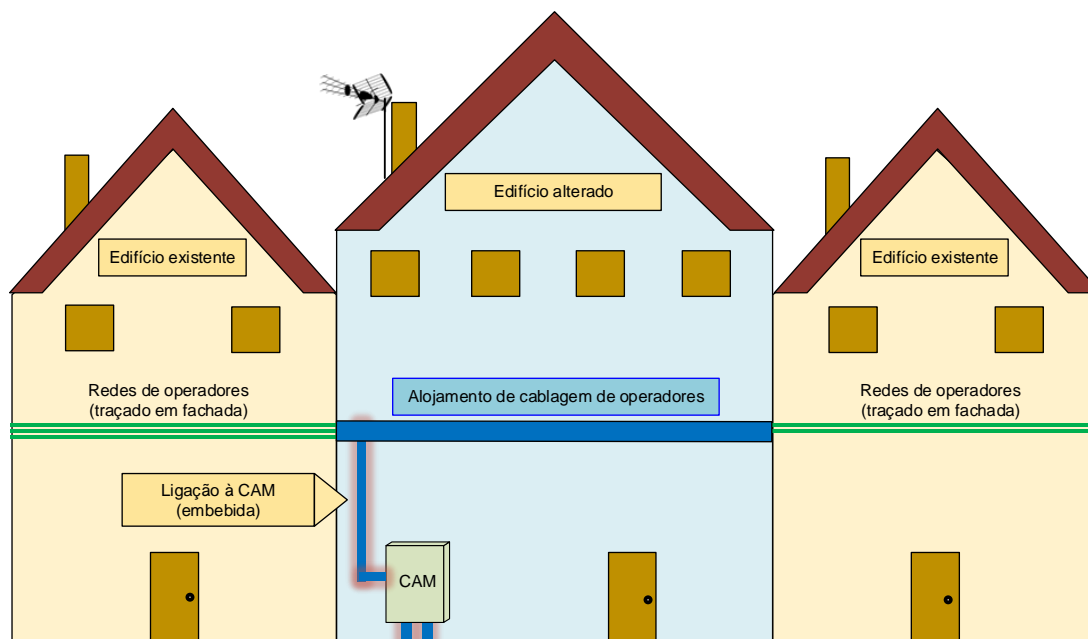 Edifício alterado
Edifício existente
Edifício existente
Redes de operadores
(traçado em fachada)
Alojamento de cablagem de operadores
Redes de operadores
(traçado em fachada)
Ligação à CAM
(embebida)
CAM